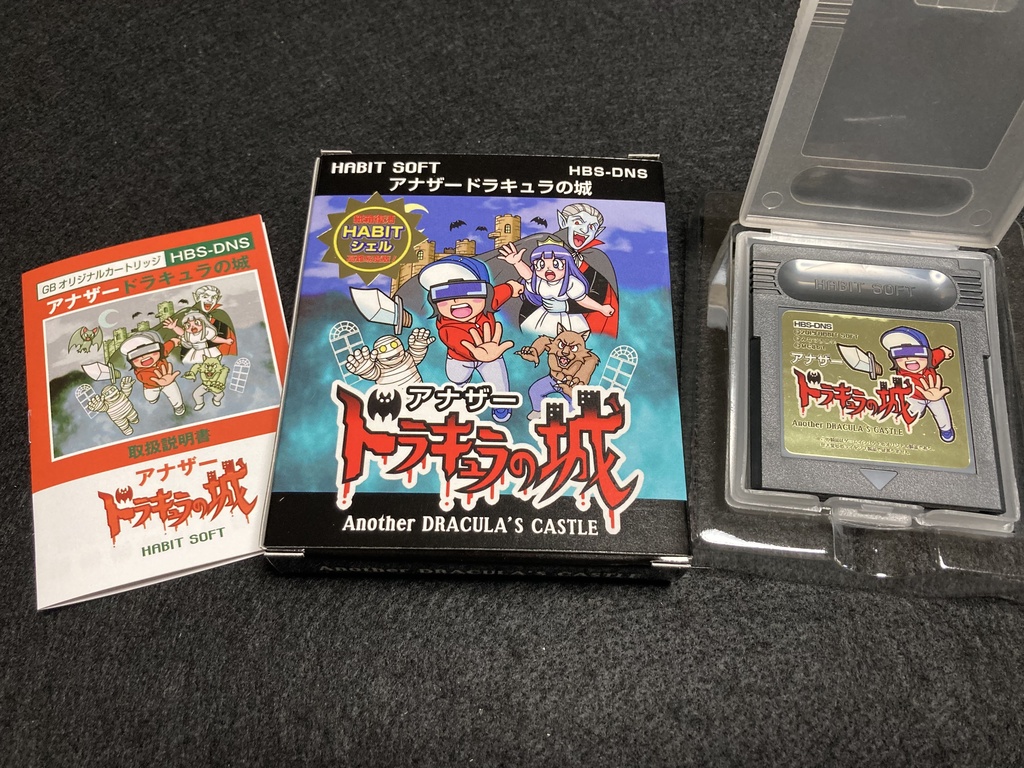 GBオリジナルカートリッジ HBS-DNS
アナザードラキュラの城
取扱説明書
アナザー
ドラキュラの城
HABIT SOFT
HABIT SOFT HBS-DNS
アナザードラキュラの城
HABIT
シェル
アナザー
ドラキュラの城
Another DRACULA'S CASTLE
Another DRACULA'S CASTLE
HABIT SOFT
HBS-DNS
アナザー
ドラキュラの城
Another DRACULA'S CASTLE